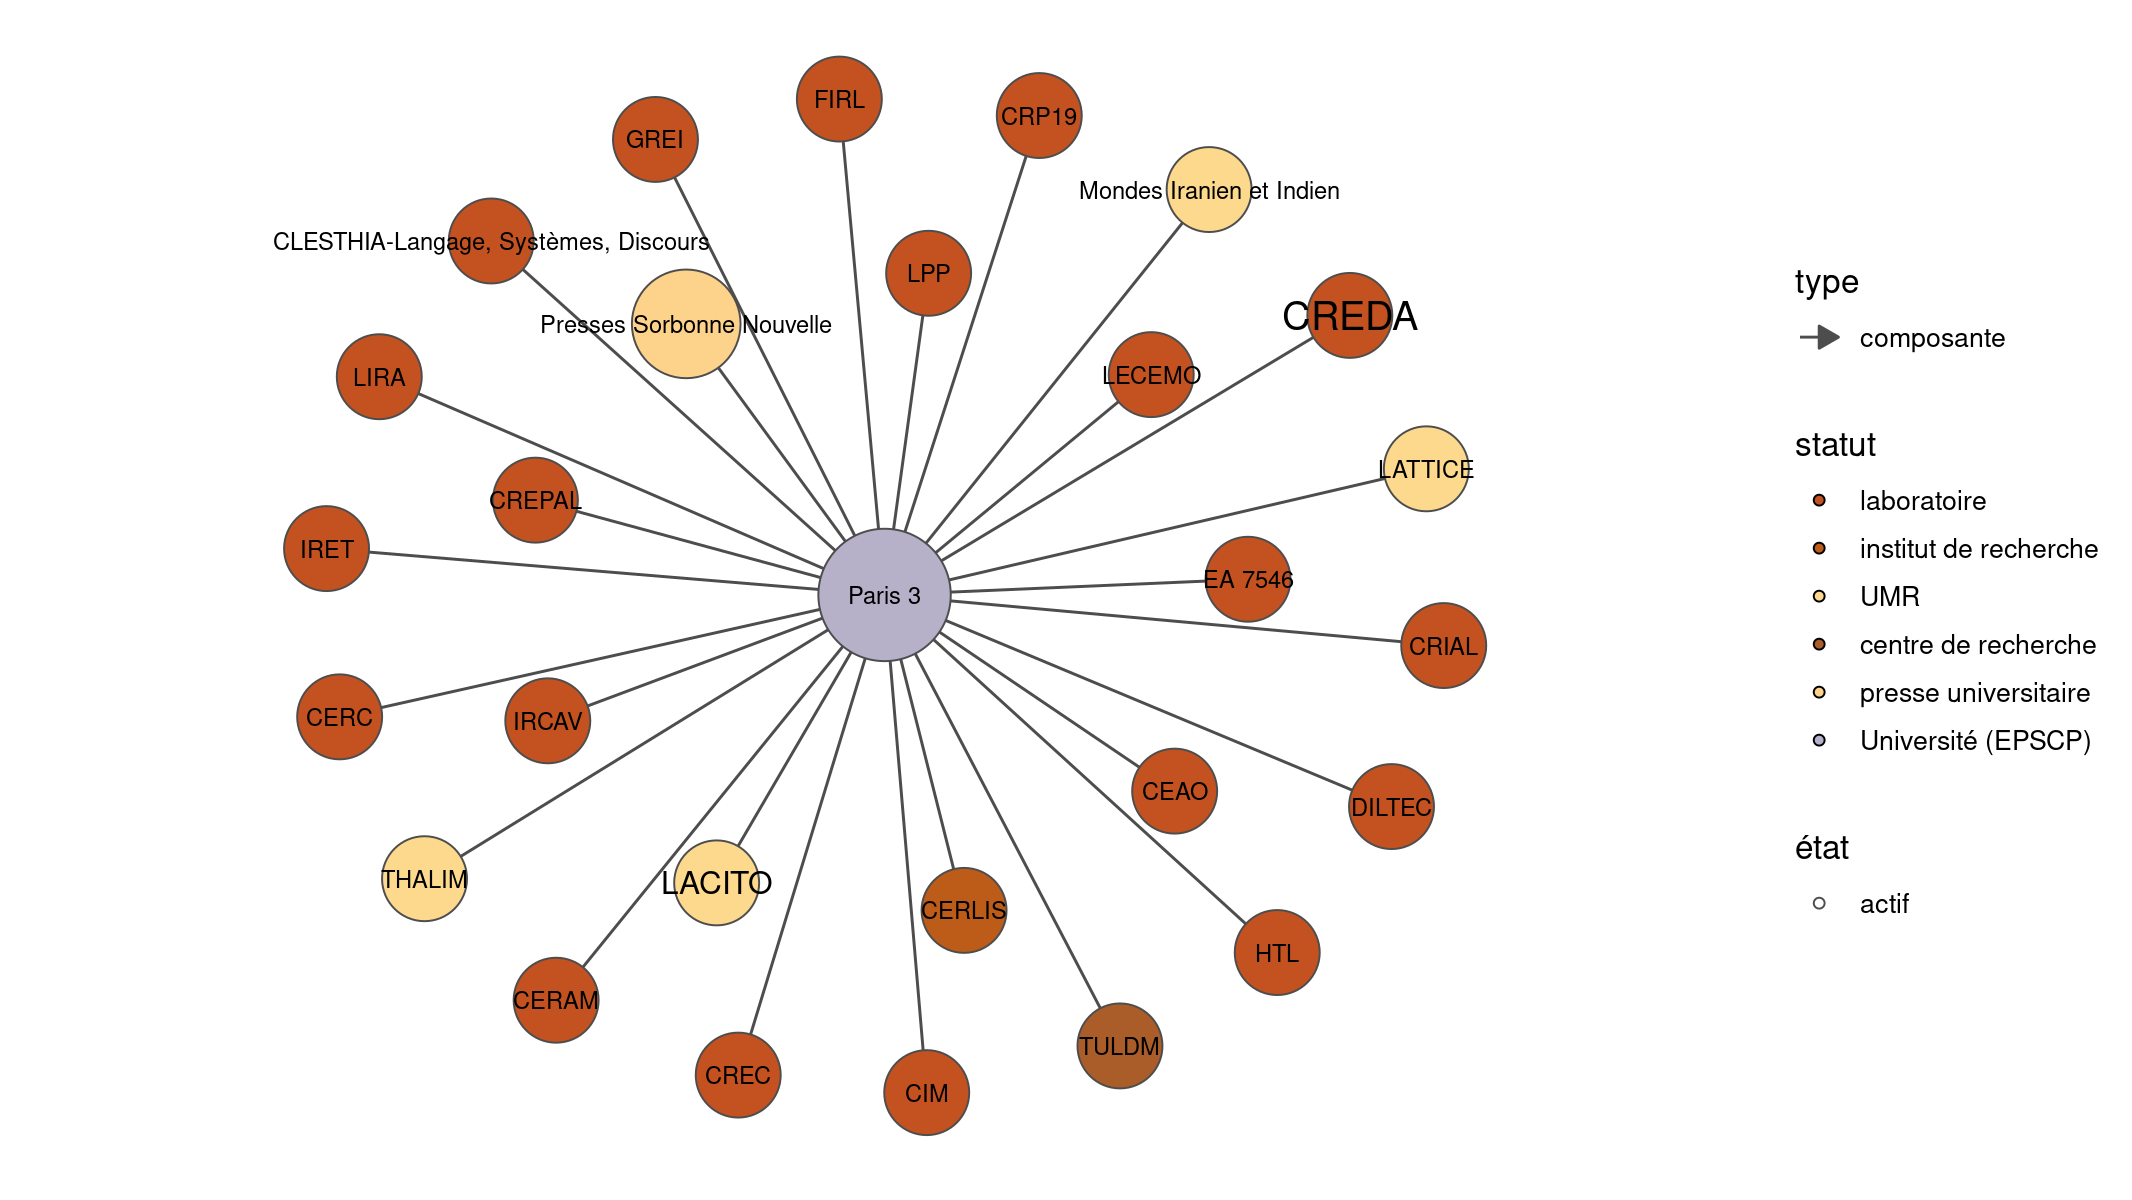 FIRL
CRP19
GREI
Mondes Iranien et Indien
CLESTHIA-Langage, Systèmes, Discours
LPP
CREDA
Presses Sorbonne Nouvelle
LIRA
LECEMO
LATTICE
CREPAL
IRET
EA 7546
Paris 3
CRIAL
CERC
IRCAV
CEAO
DILTEC
THALIM
LACITO
CERLIS
HTL
CERAM
TULDM
CREC
CIM
type
composante
statut
laboratoire
institut de recherche
UMR
centre de recherche
presse universitaire
Université (EPSCP)
état
actif